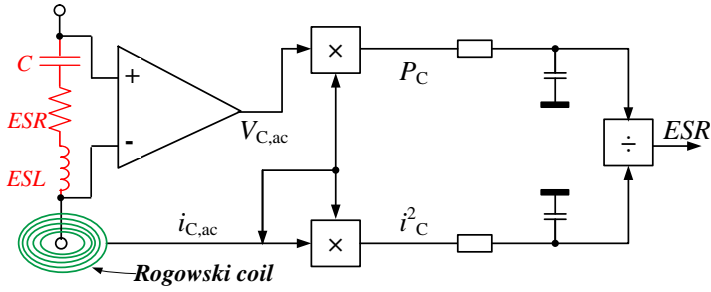 C
ESR
ESL
+
-
V_C,ac
×
P_C
÷
ESR
i_C,ac
×
i²_C
Rogowski coil